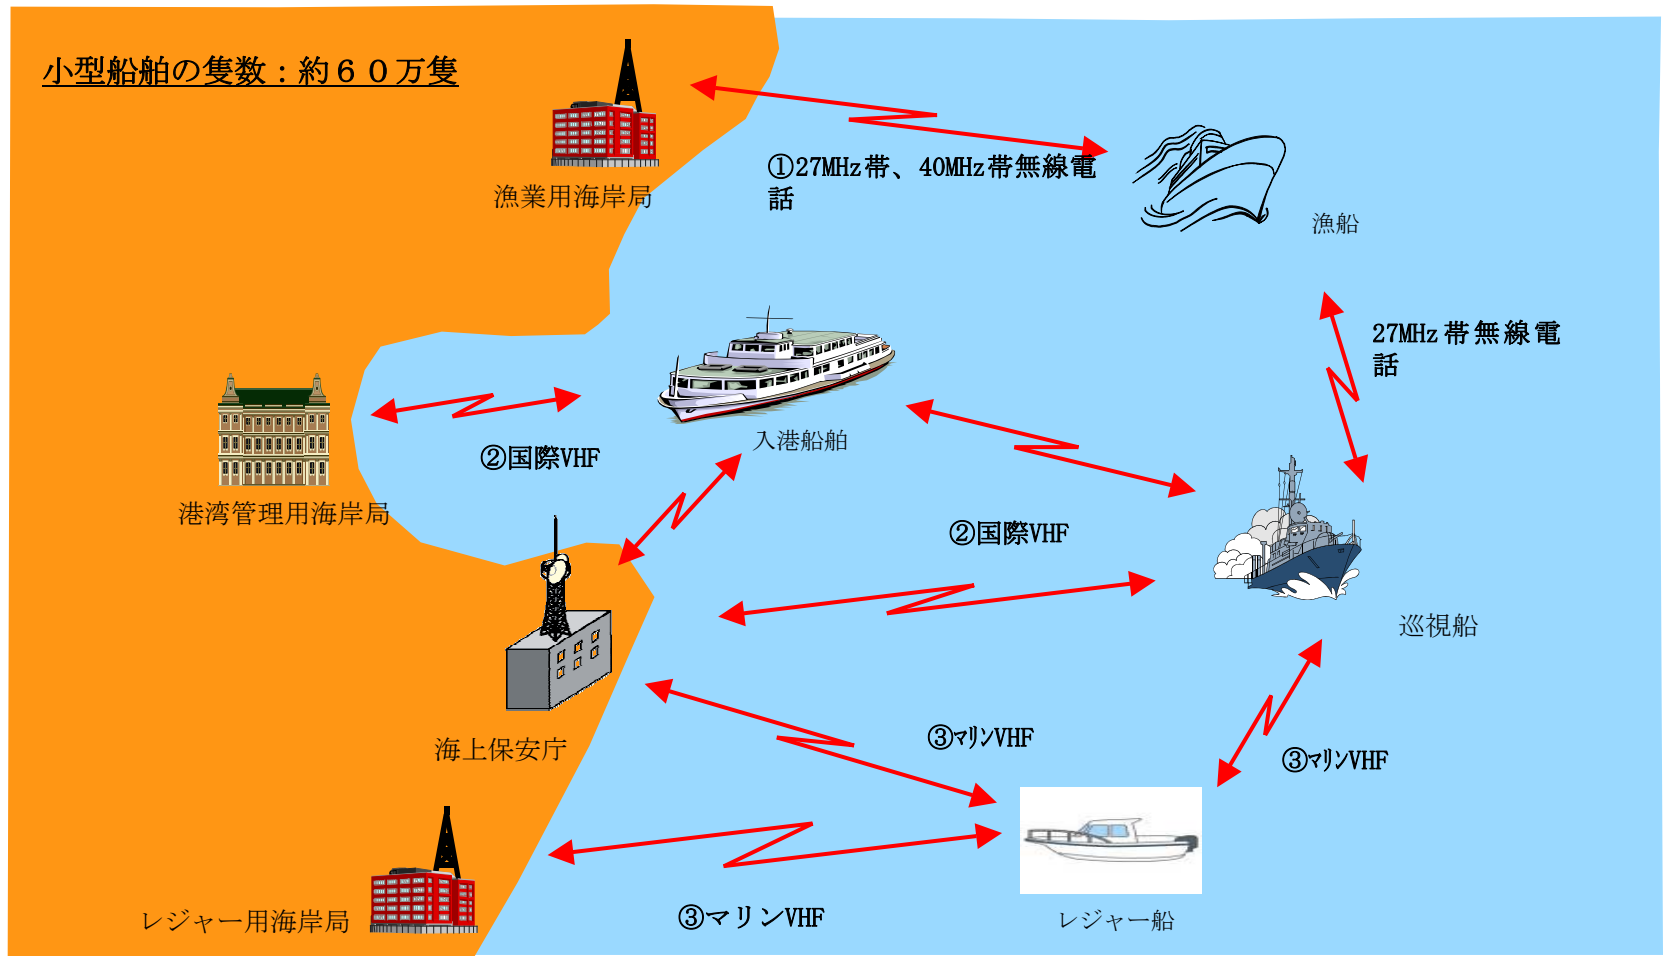 小型船舶の隻数：約６０万隻
漁業用海岸局
①27MHz帯、40MHz帯無線電
話
漁船
27MHz帯無線電
話
入港船舶
②国際VHF
港湾管理用海岸局
②国際VHF
巡視船
海上保安庁
③ﾏﾘﾝVHF
③ﾏﾘﾝVHF
レジャー用海岸局
③マリンVHF
レジャー船